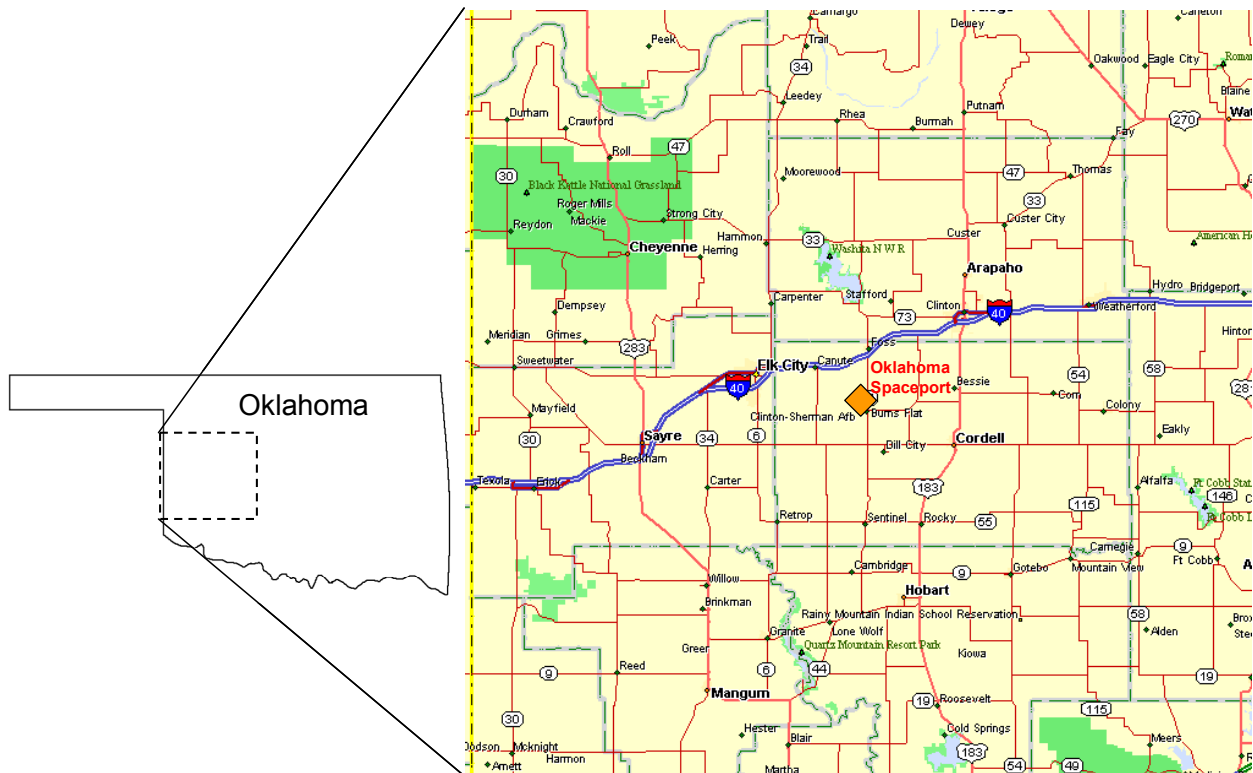 Camargo
Dewey
Canton
Peek
Trail
34
Oakwood
Eagle City
Leedey
Putnam
Blaine
Durham
Crawford
Rhea
Burnah
270
Fay
Roll
47
30
Moorewood
47
Thomas
Black Kettle National Grassland
Roger Mills
Mackie
Strong City
33
Custer City
Reydon
Hammon
33
Custer
Cheyenne
Herring
Washita N W R
Arapaho
Dempsey
Carpenter
Stafford
Clinton
40
Hydro
Bridgeport
Weatherford
73
Meridian
Grimes
283
Foss
Hinton
Sweetwater
Elk City
Canute
Oklahoma
Spaceport
54
58
40
Bessie
Corn
Oklahoma
Mayfield
Clinton-Sherman Afb
Burns Flat
Colony
30
Sayre
34
6
Dill City
Cordell
Eakly
Beckham
Texola
Erick
Carter
183
Alfalfa
146
115
Retrop
Sentinel
Rocky
55
Carnegie
9
Ft Cobb
Willow
Cambridge
9
Gotebo
Mountain View
Brinkman
Hobart
Rainy Mountain Indian School Reservation
58
Granite
Lone Wolf
Alden
Greer
Quartz Mountain Resort Park
Kiowa
9
Reed
6
44
19
Mangum
19
Roosevelt
30
115
Hester
Cold Springs
Blair
183
Meers
Mcknight
Harmon
Arnett
Martha
54
49